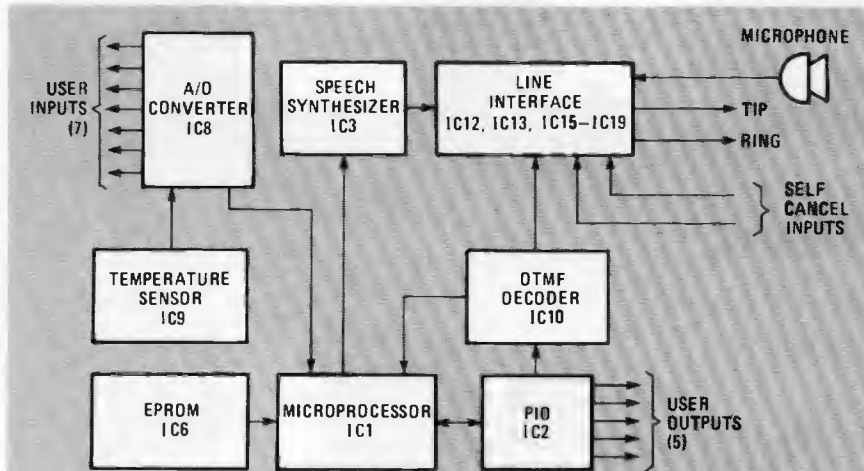 USER
INPUTS
(7)
A/D
CONVERTER
IC8
SPEECH
SYNTHESIZER
IC3
LINE
INTERFACE
IC12, IC13, IC15–IC19
MICROPHONE
TIP
RING
SELF
CANCEL
INPUTS
TEMPERATURE
SENSOR
IC9
DTMF
DECODER
IC10
EPROM
IC6
MICROPROCESSOR
IC1
PIO
IC2
USER
OUTPUTS
(5)